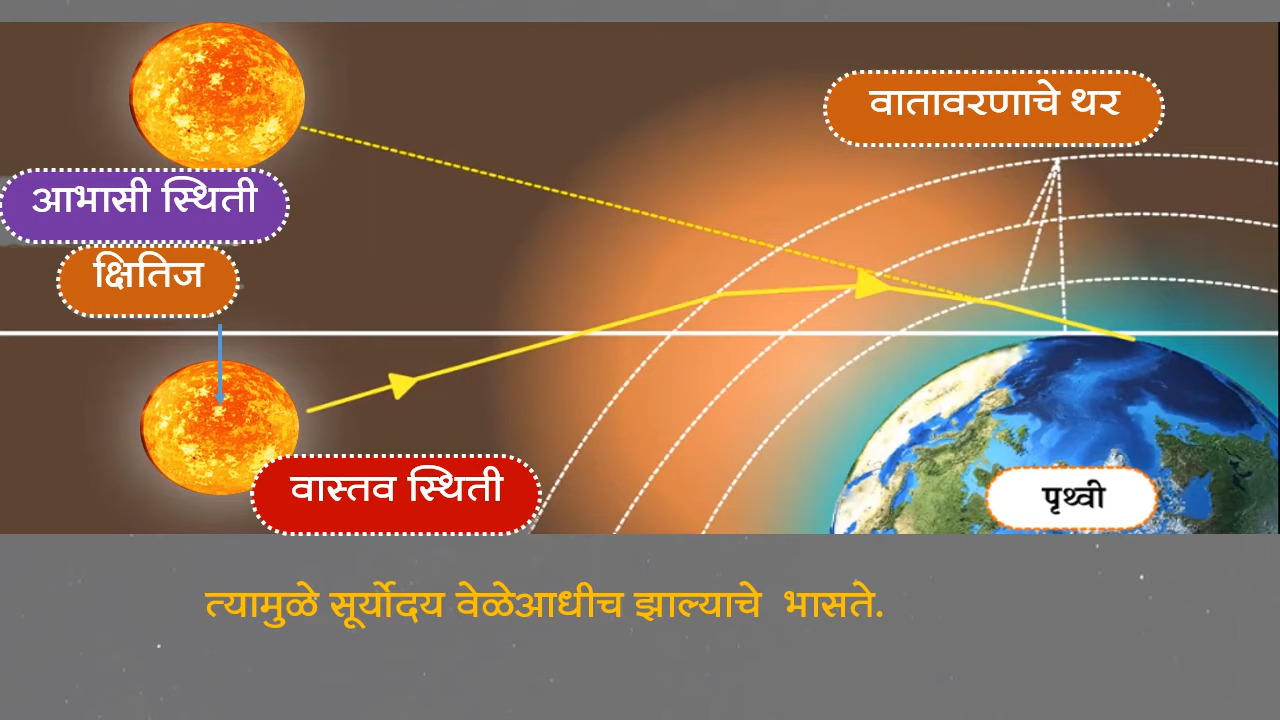 वातावरणाचे थर
आभासी स्थिती
क्षितिज
वास्तव स्थिती
पृथ्वी
त्यामुळे सूर्योदय वेळेआधीच झाल्याचे भासते.